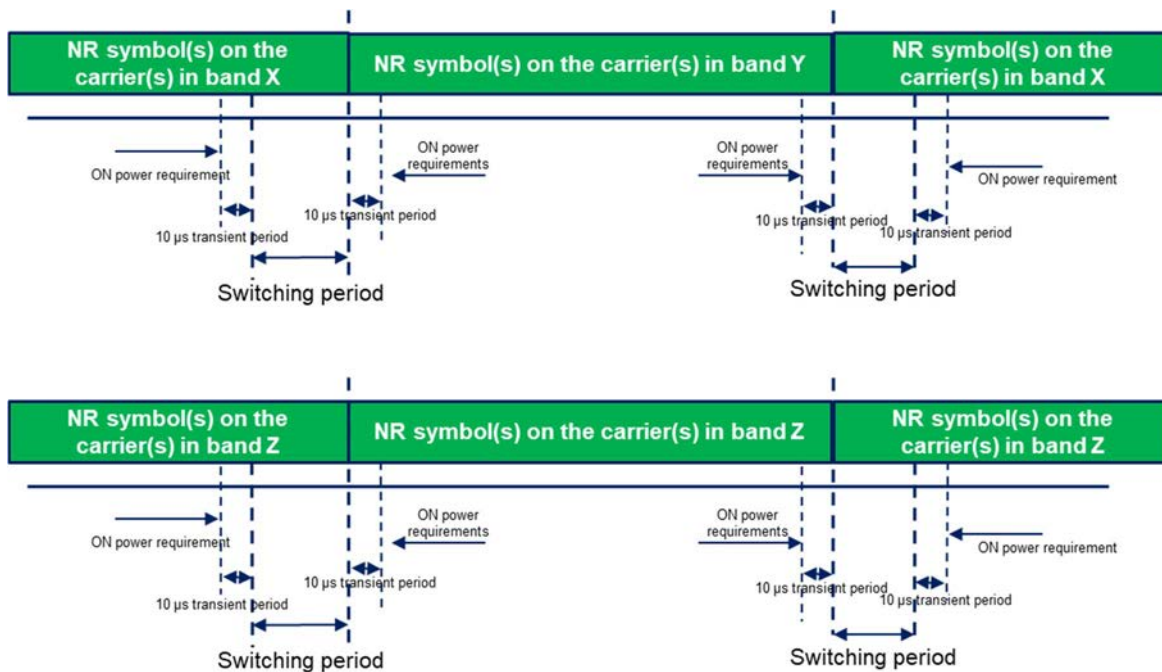 NR symbol(s) on the
carrier(s) in band X
NR symbol(s) on the carrier(s) in band Y
NR symbol(s) on the
carrier(s) in band X
ON power requirement
ON power
requirements
ON power
requirements
ON power requirement
10 µs transient period
10 µs transient period
10 µs transient period
10 µs transient period
Switching period
Switching period
NR symbol(s) on the
carrier(s) in band Z
NR symbol(s) on the carrier(s) in band Z
NR symbol(s) on the
carrier(s) in band Z
ON power requirement
ON power
requirements
ON power
requirements
ON power requirement
10 µs transient period
10 µs transient period
10 µs transient period
10 µs transient period
Switching period
Switching period